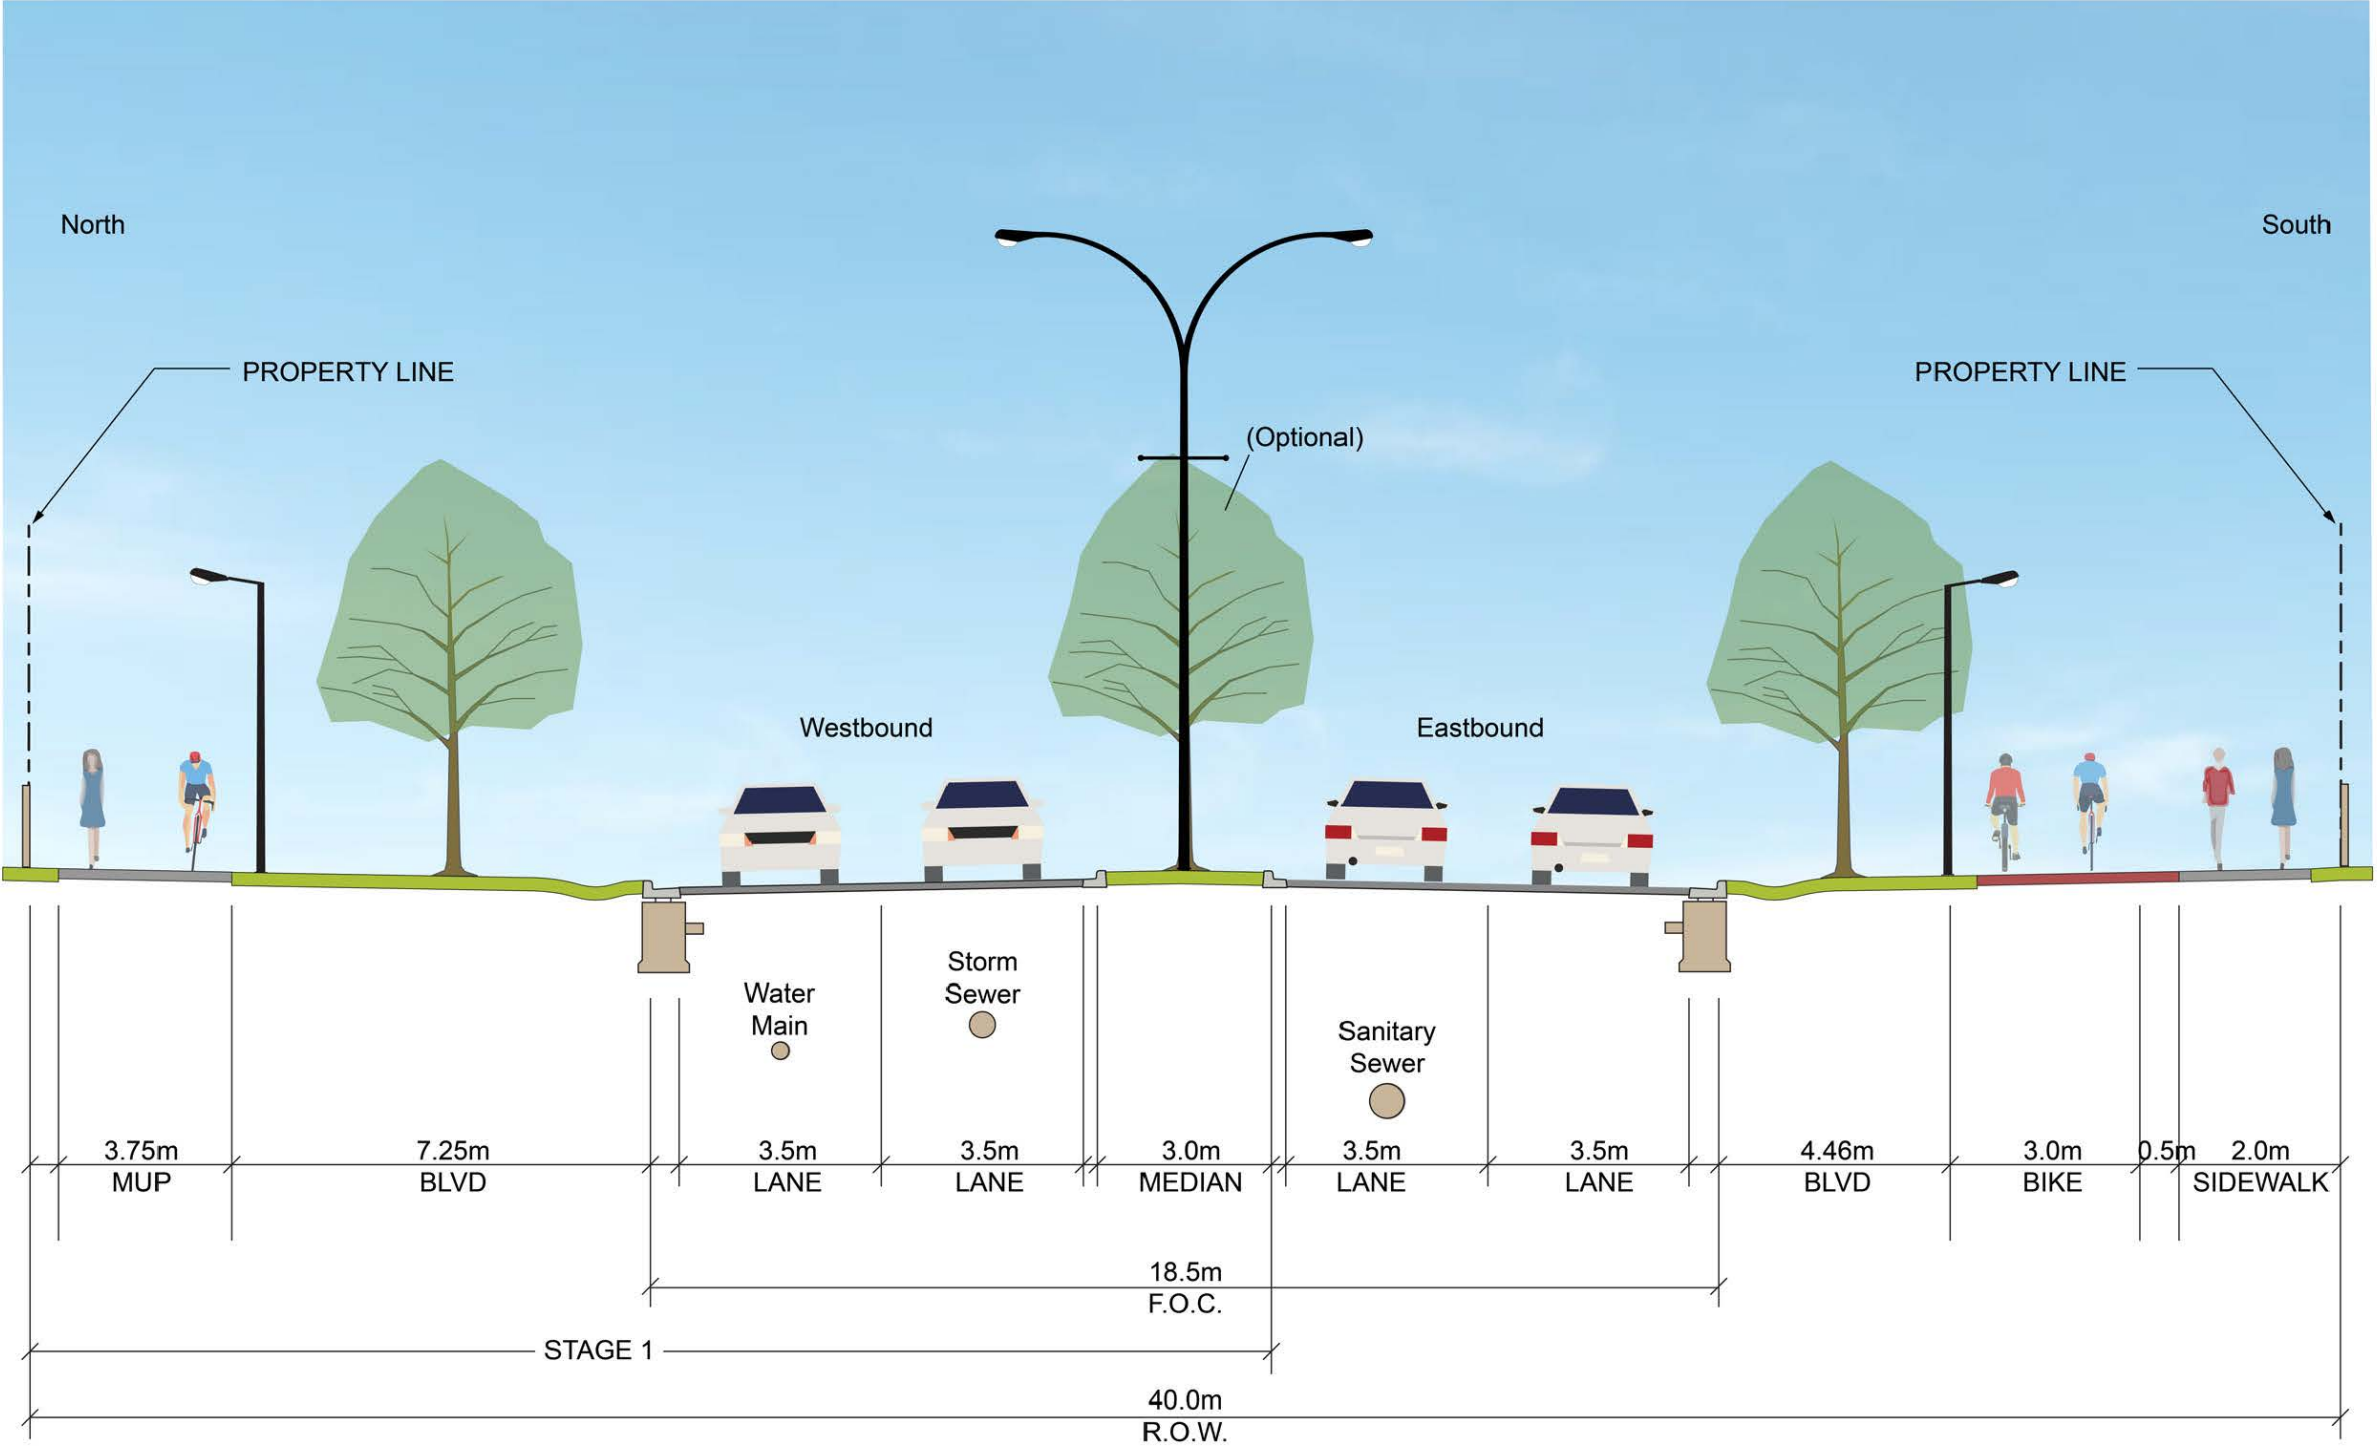 North
South
PROPERTY LINE
PROPERTY LINE
(Optional)
Westbound
Eastbound
Storm
Sewer
Water
Main
Sanitary
Sewer
3.75m
MUP
7.25m
BLVD
3.5m
LANE
3.5m
LANE
3.0m
MEDIAN
3.5m
LANE
3.5m
LANE
4.46m
BLVD
3.0m
BIKE
0.5m
2.0m
SIDEWALK
18.5m
F.O.C.
STAGE 1
40.0m
R.O.W.